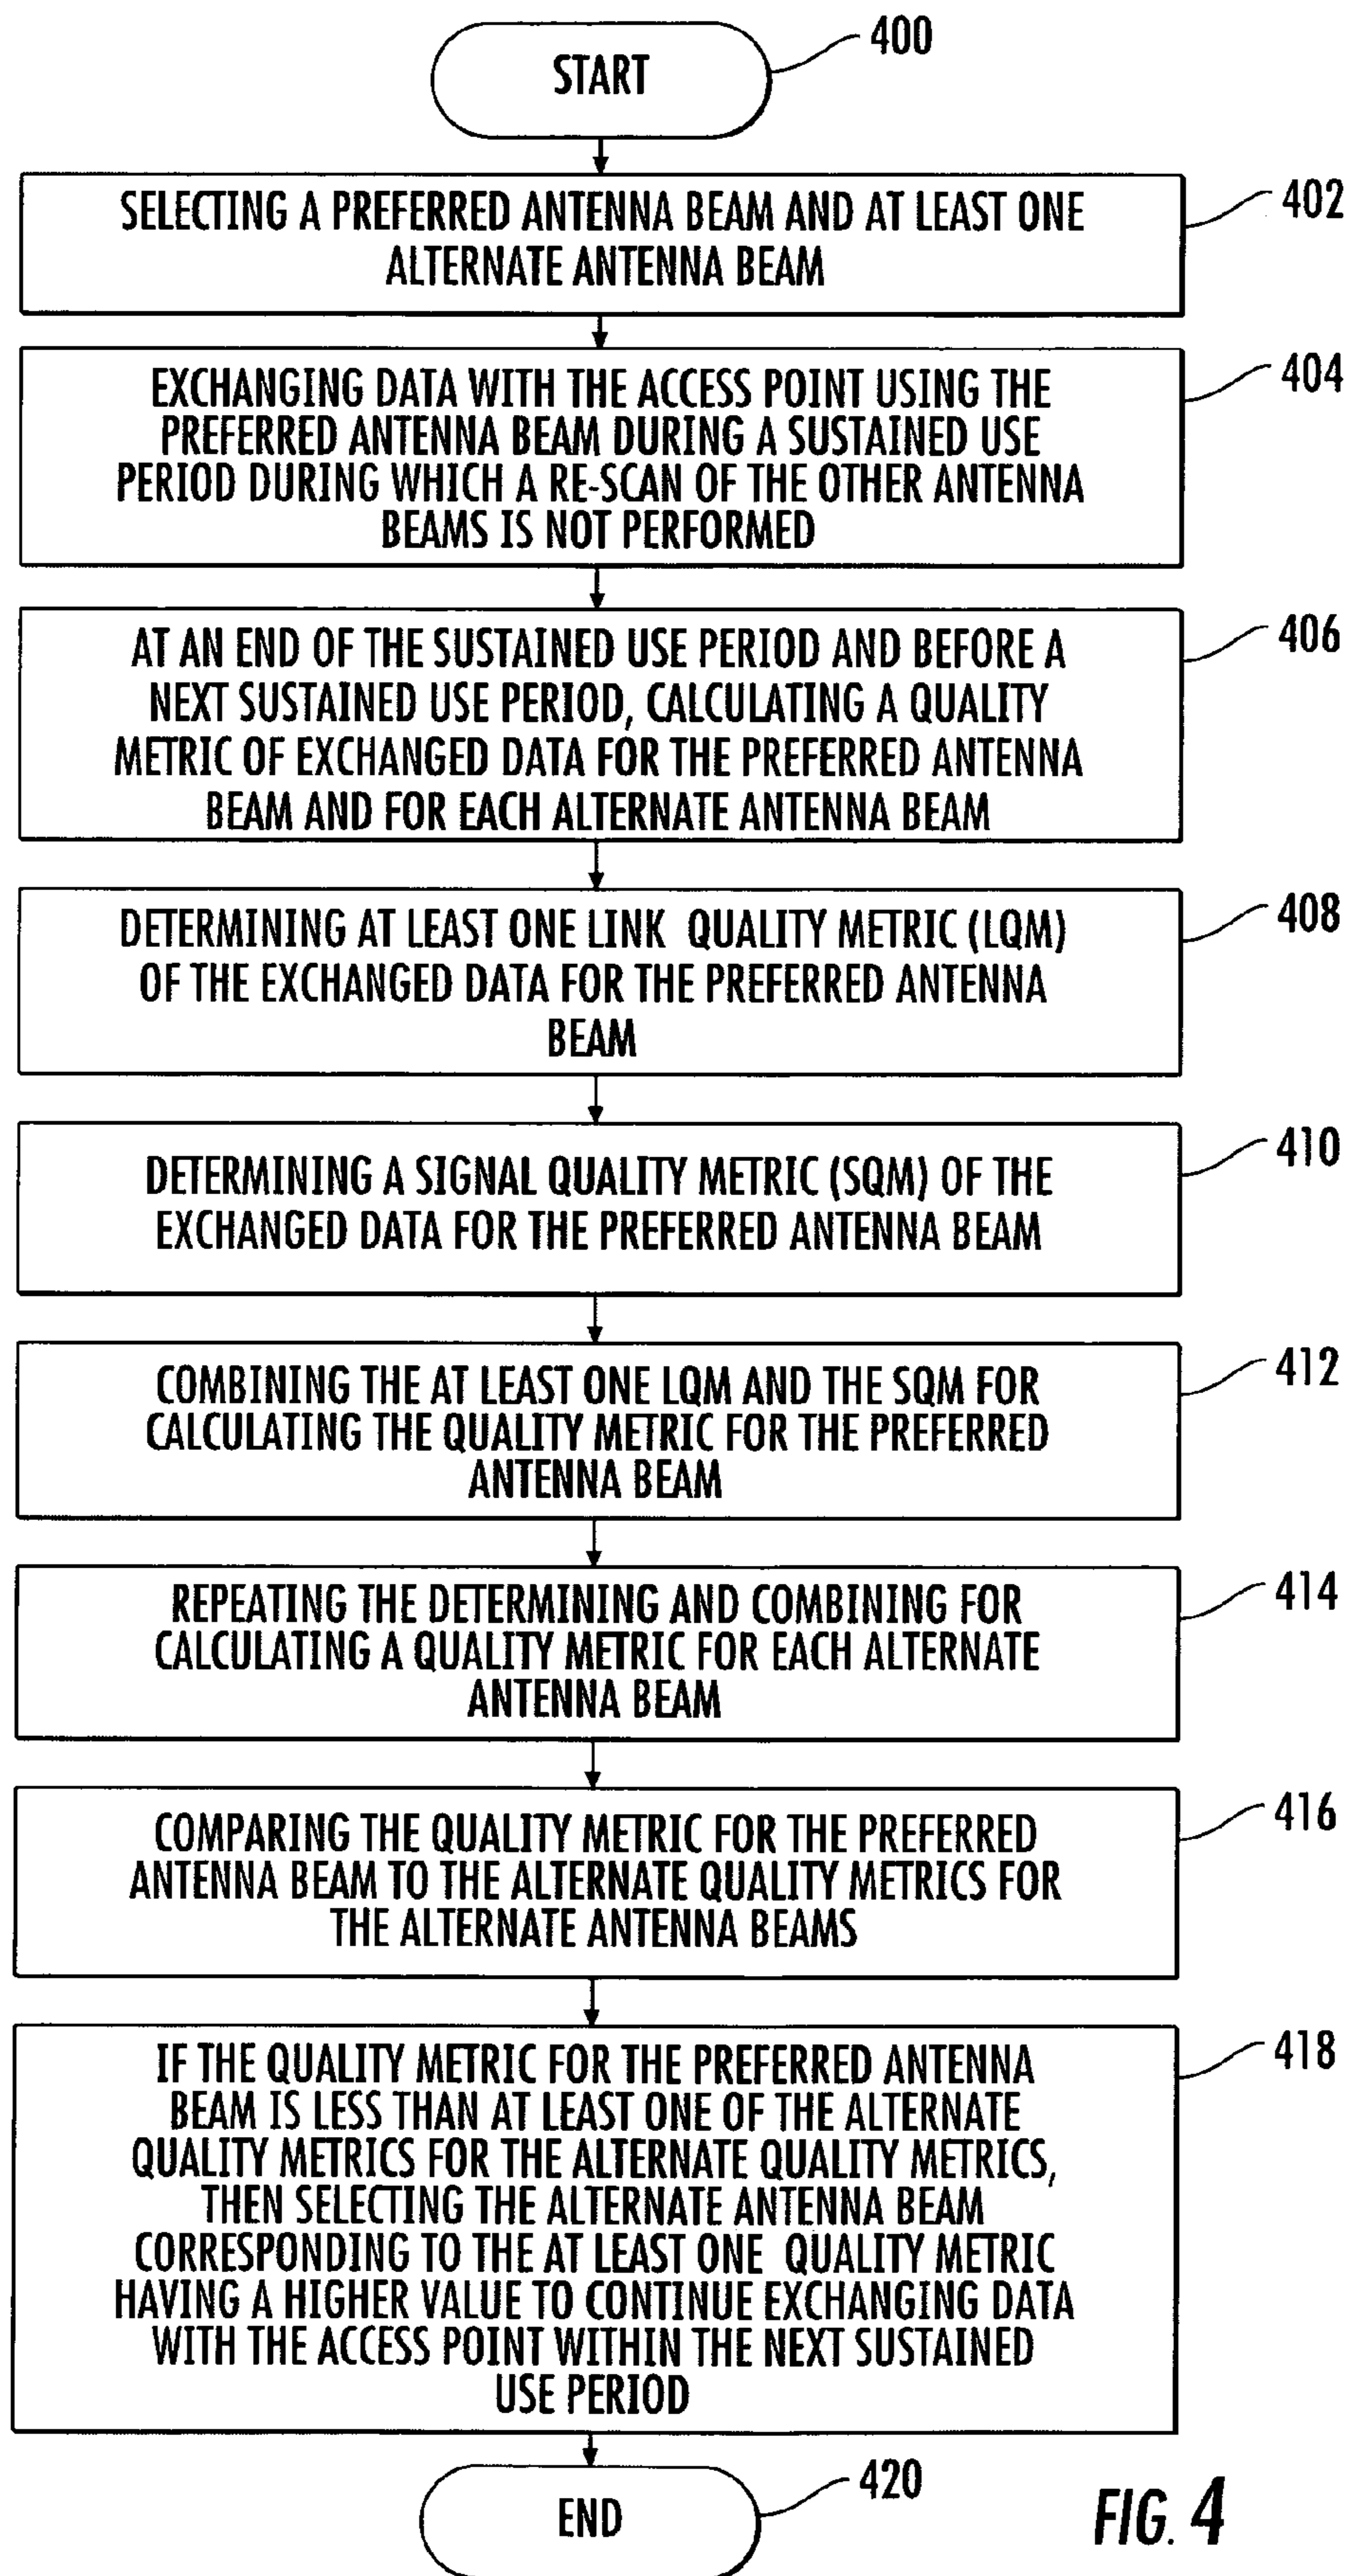 START
400
SELECTING A PREFERRED ANTENNA BEAM AND AT LEAST ONE
ALTERNATE ANTENNA BEAM
402
EXCHANGING DATA WITH THE ACCESS POINT USING THE
PREFERRED ANTENNA BEAM DURING A SUSTAINED USE
PERIOD DURING WHICH A RE-SCAN OF THE OTHER ANTENNA
BEAMS IS NOT PERFORMED
404
AT AN END OF THE SUSTAINED USE PERIOD AND BEFORE A
NEXT SUSTAINED USE PERIOD, CALCULATING A QUALITY
METRIC OF EXCHANGED DATA FOR THE PREFERRED ANTENNA
BEAM AND FOR EACH ALTERNATE ANTENNA BEAM
406
DETERMINING AT LEAST ONE LINK QUALITY METRIC (LQM)
OF THE EXCHANGED DATA FOR THE PREFERRED ANTENNA
BEAM
408
DETERMINING A SIGNAL QUALITY METRIC (SQM) OF THE
EXCHANGED DATA FOR THE PREFERRED ANTENNA BEAM
410
COMBINING THE AT LEAST ONE LQM AND THE SQM FOR
CALCULATING THE QUALITY METRIC FOR THE PREFERRED
ANTENNA BEAM
412
REPEATING THE DETERMINING AND COMBINING FOR
CALCULATING A QUALITY METRIC FOR EACH ALTERNATE
ANTENNA BEAM
414
COMPARING THE QUALITY METRIC FOR THE PREFERRED
ANTENNA BEAM TO THE ALTERNATE QUALITY METRICS FOR
THE ALTERNATE ANTENNA BEAMS
416
IF THE QUALITY METRIC FOR THE PREFERRED ANTENNA
BEAM IS LESS THAN AT LEAST ONE OF THE ALTERNATE
QUALITY METRICS FOR THE ALTERNATE QUALITY METRICS,
THEN SELECTING THE ALTERNATE ANTENNA BEAM
CORRESPONDING TO THE AT LEAST ONE QUALITY METRIC
HAVING A HIGHER VALUE TO CONTINUE EXCHANGING DATA
WITH THE ACCESS POINT WITHIN THE NEXT SUSTAINED
USE PERIOD
418
END
420
FIG. 4